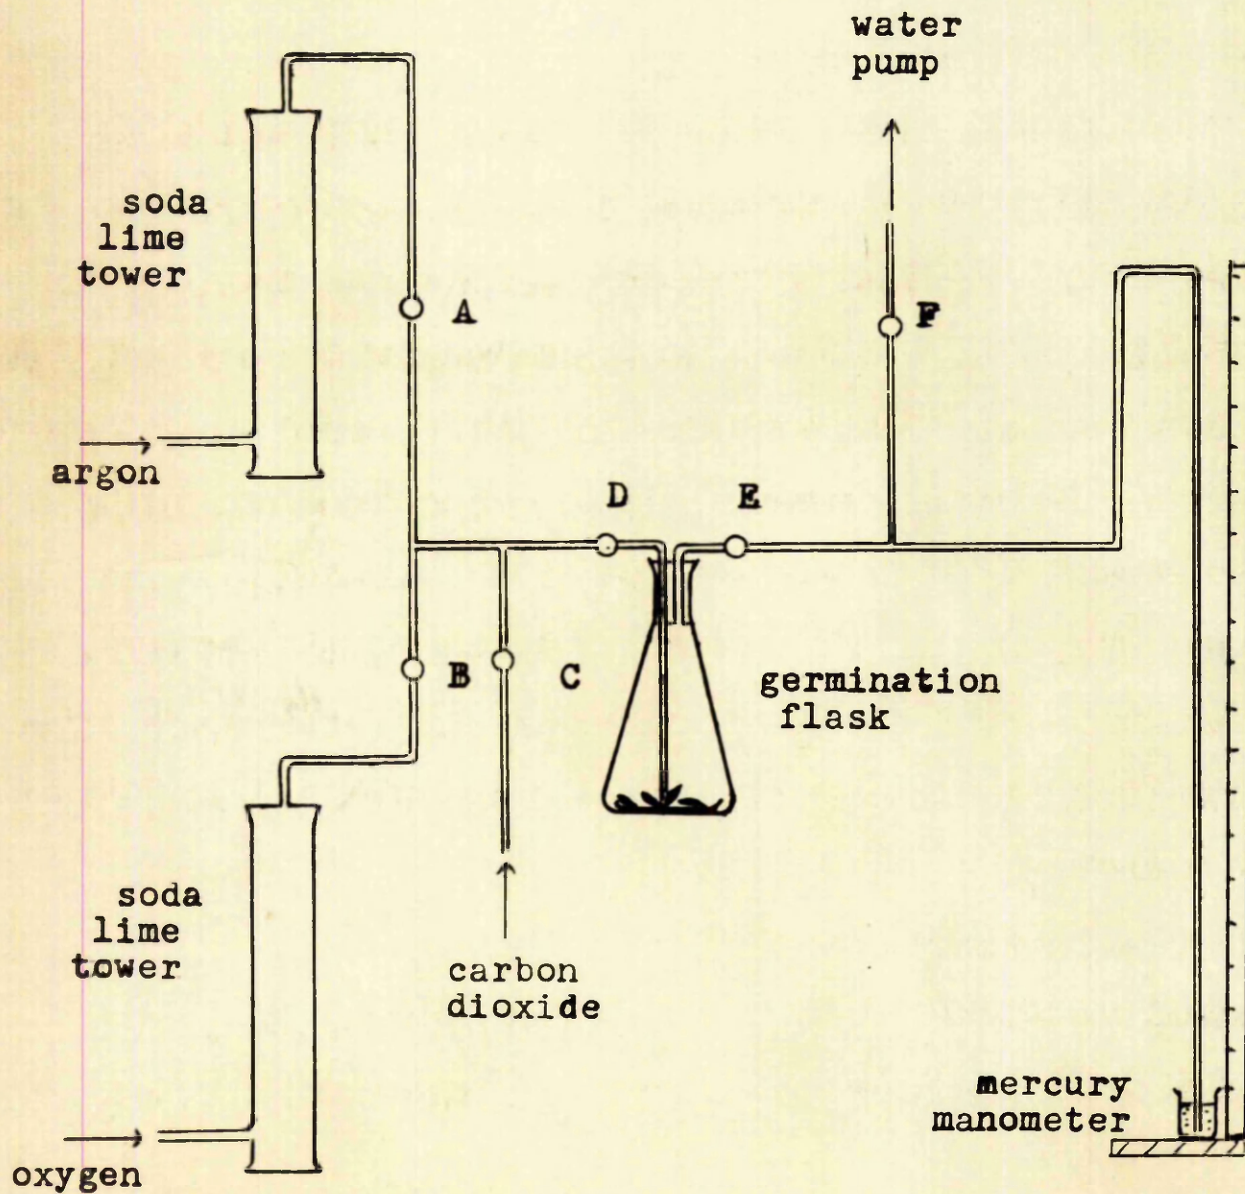 water
pump
soda
lime
tower
A
F
argon
D
E
B
C
germination
flask
soda
lime
tower
carbon
dioxide
mercury
manometer
oxygen